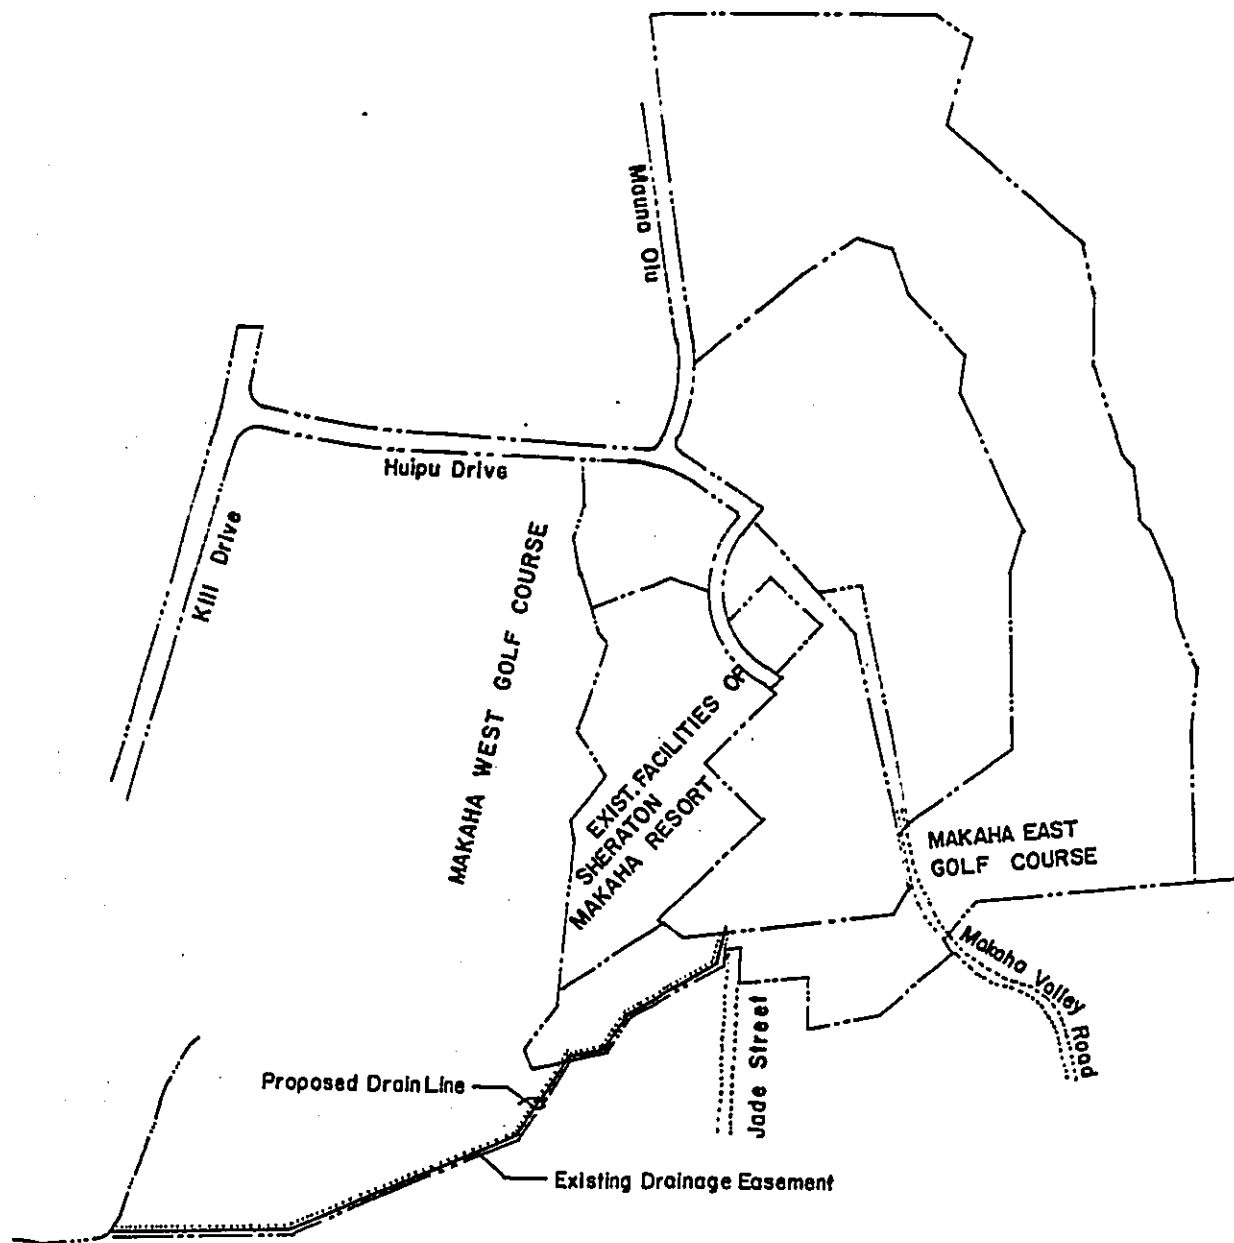 Mauna Olu
Huipu Drive
Kili Drive
MAKAHA WEST GOLF COURSE
EXIST. FACILITIES OF
SHERATON
MAKAHA RESORT
MAKAHA EAST
GOLF COURSE
Makaha Valley Road
Jade Street
Proposed Drain Line
Existing Drainage Easement